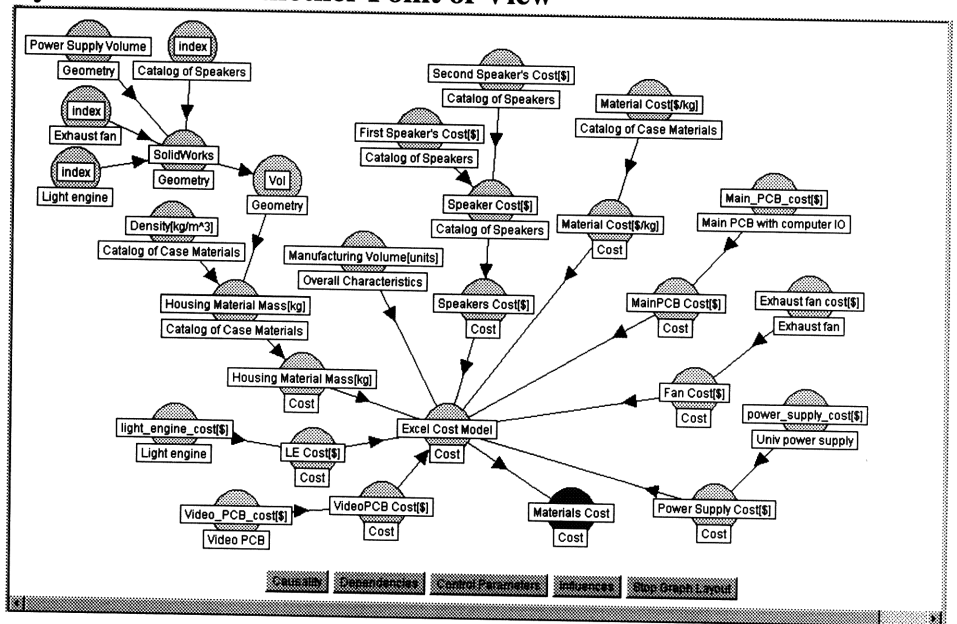 another Point of View
Power Supply Volume
Geometry
index
Catalog of Speakers
index
Exhaust fan
index
Light engine
SolidWorks
Geometry
Vol
Geometry
Second Speaker's Cost[$]
Catalog of Speakers
First Speaker's Cost[$]
Catalog of Speakers
Material Cost[$/kg]
Catalog of Case Materials
Speaker Cost[$]
Catalog of Speakers
Material Cost[$/kg]
Cost
Main_PCB_cost[$]
Main PCB with computer IO
Density[kg/m^3]
Catalog of Case Materials
Manufacturing Volume[units]
Overall Characteristics
Housing Material Mass[kg]
Catalog of Case Materials
Speakers Cost[$]
Cost
MainPCB Cost[$]
Cost
Exhaust fan cost[$]
Exhaust fan
Housing Material Mass[kg]
Cost
Fan Cost[$]
Cost
light_engine_cost[$]
Light engine
LE Cost[$]
Cost
Excel Cost Model
Cost
power_supply_cost[$]
Univ power supply
Video_PCB_cost[$]
Video PCB
VideoPCB Cost[$]
Cost
Materials Cost
Cost
Power Supply Cost[$]
Cost
Causality
Dependencies
Control Parameters
Influences
Stop Graph Layout